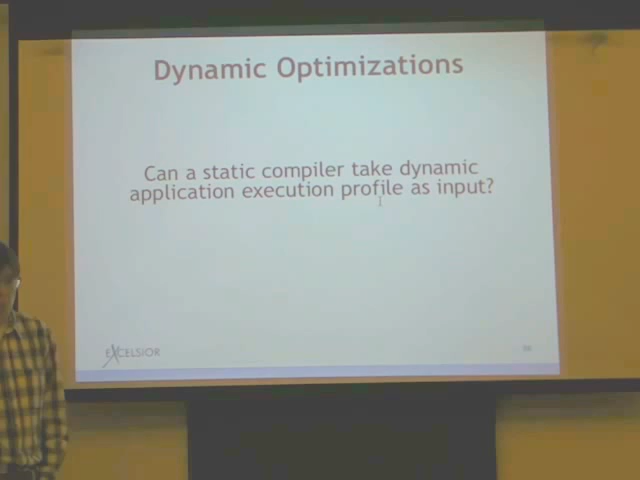 Dynamic Optimizations
Can a static compiler take dynamic
application execution profile as input?
EXCELSIOR